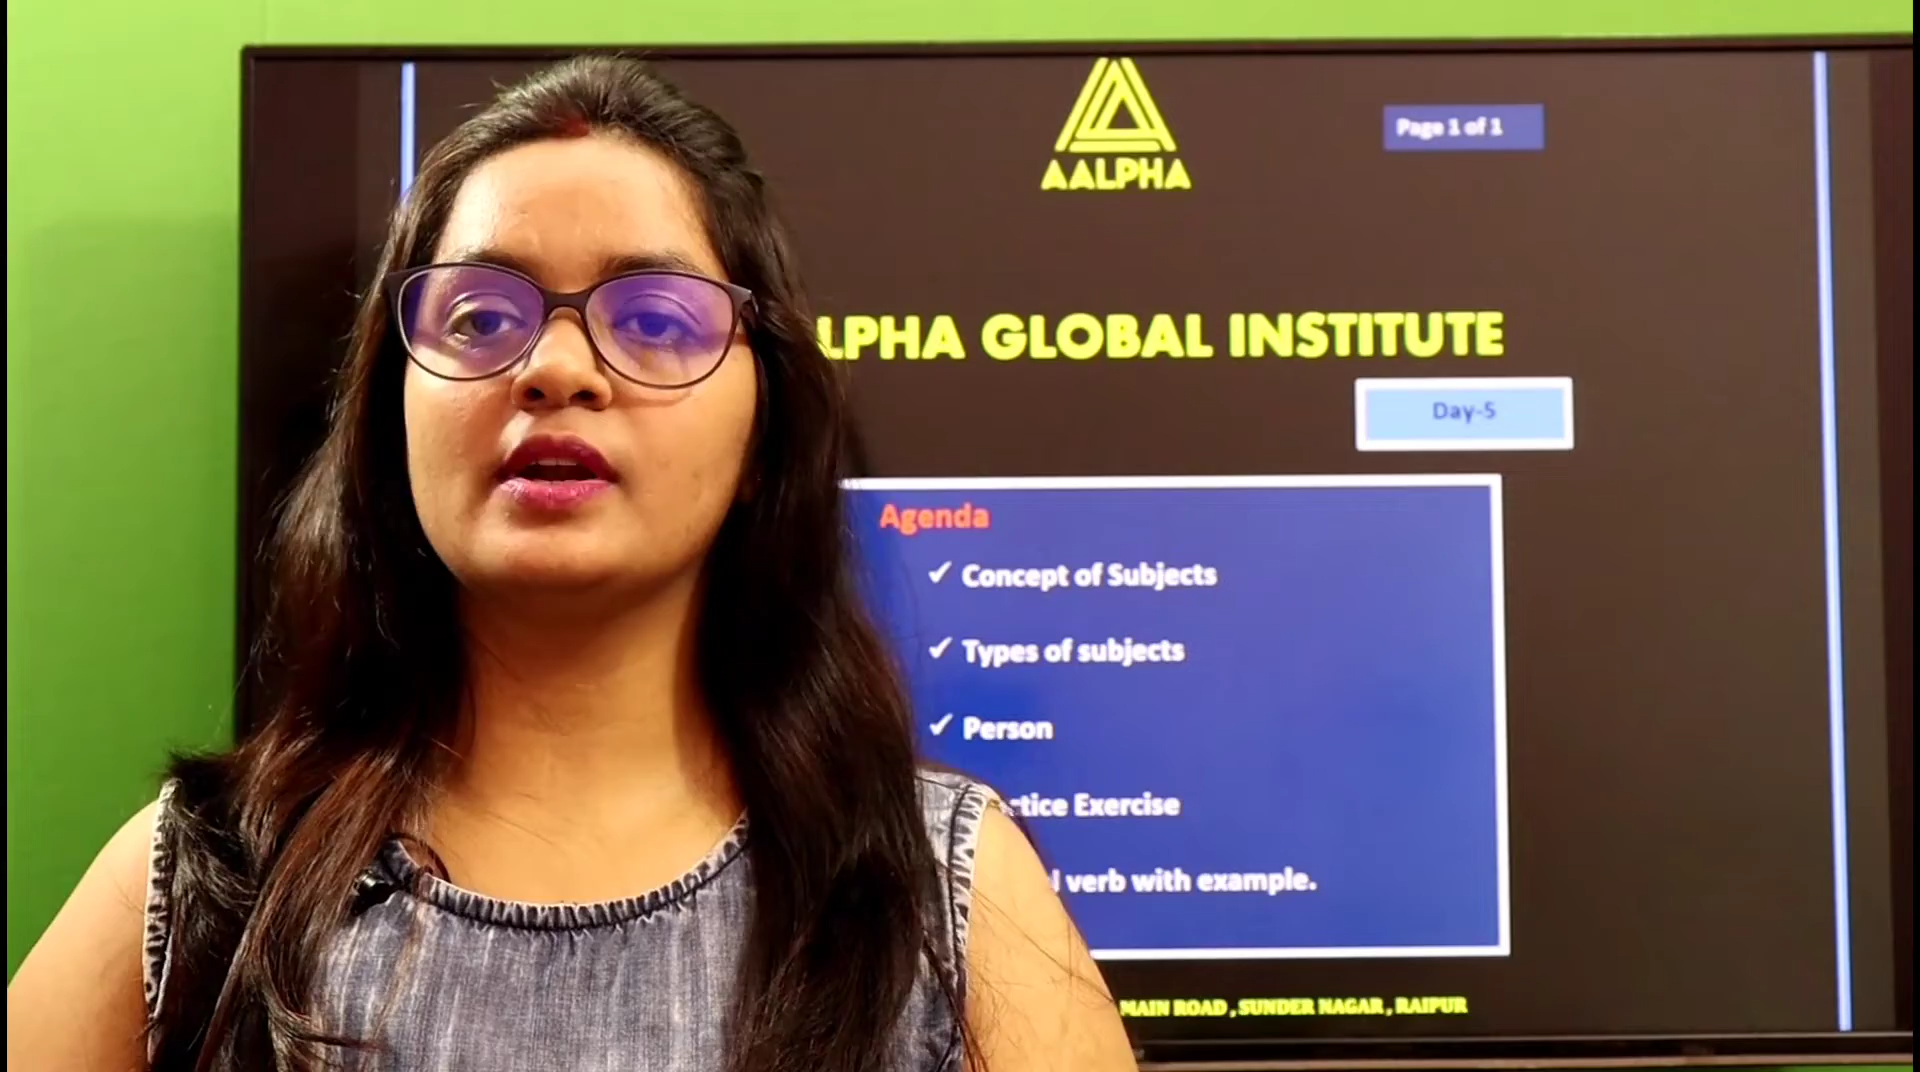 AALPHA
Page 1 of 1
LPHA GLOBAL INSTITUTE
Day-5
Agenda
✓ Concept of Subjects
✓ Types of subjects
✓ Person
ctice Exercise
l verb with example.
MAIN ROAD , SUNDER NAGAR , RAIPUR